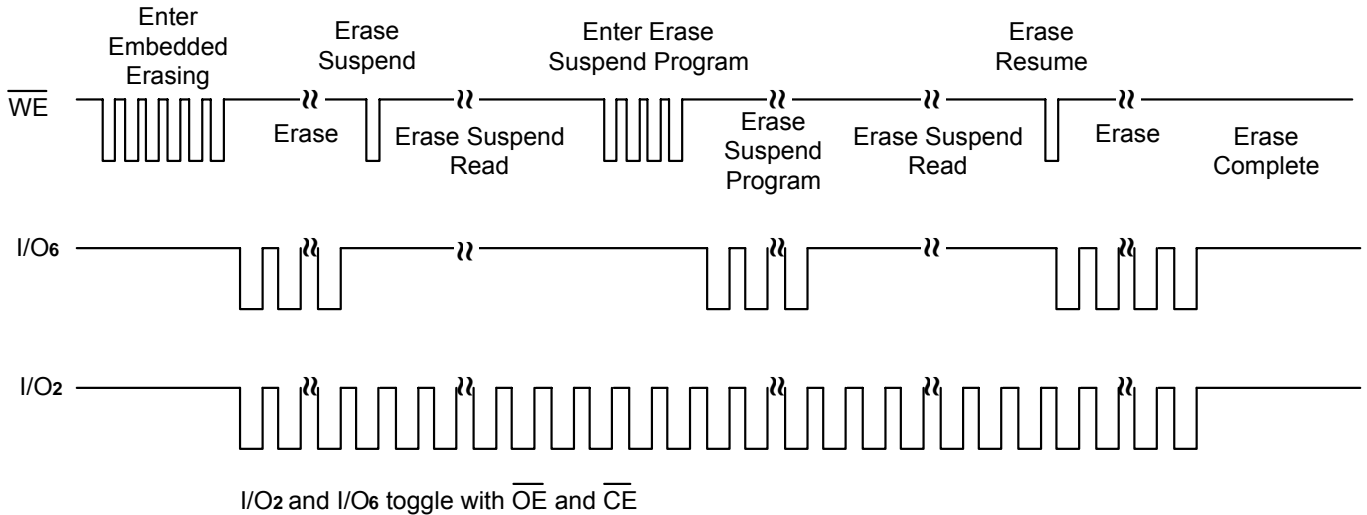 Enter
Embedded
Erasing
Erase
Suspend
Enter Erase
Suspend Program
Erase
Resume
WE
Erase
Erase Suspend
Read
Erase
Suspend
Program
Erase Suspend
Read
Erase
Erase
Complete
I/O6
I/O2
I/O2 and I/O6 toggle with OE and CE